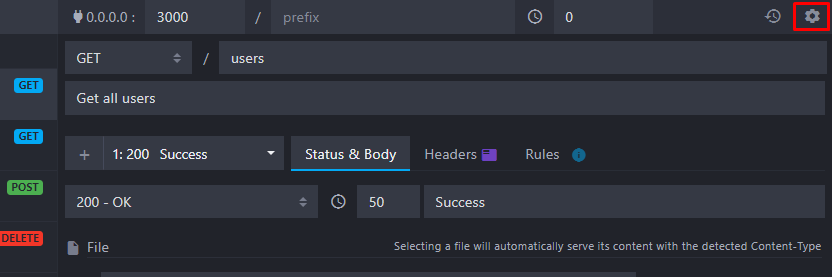 0.0.0.0 : 3000 / prefix 0
GET / users
GET
Get all users
GET
1: 200 Success Status & Body Headers Rules
POST
200 - OK 50 Success
DELETE
File Selecting a file will automatically serve its content with the detected Content-Type